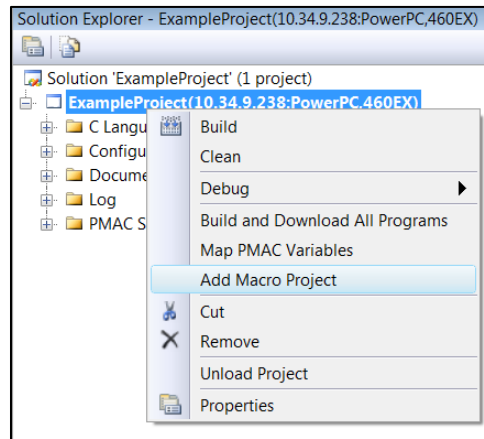 Solution Explorer - ExampleProject(10.34.9.238:PowerPC,460EX)
Solution 'ExampleProject' (1 project)
ExampleProject(10.34.9.238:PowerPC,460EX)
C Langu
Configu
Docume
Log
PMAC S
Build
Clean
Debug
Build and Download All Programs
Map PMAC Variables
Add Macro Project
Cut
Remove
Unload Project
Properties